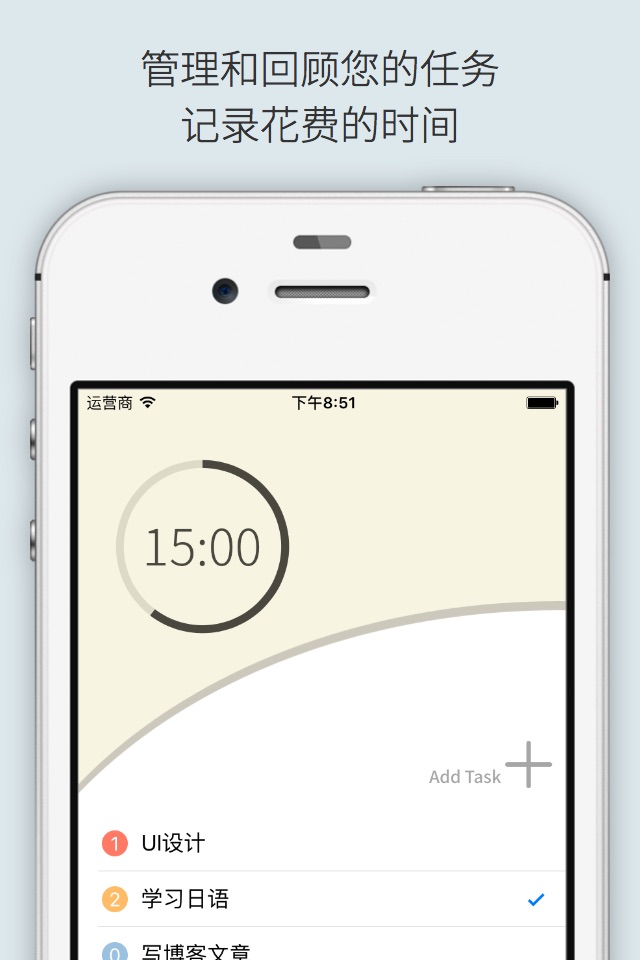 管理和回顾您的任务
记录花费的时间
运营商 下午8:51
15:00
Add Task
1 UI设计
2 学习日语
0 写博客文章